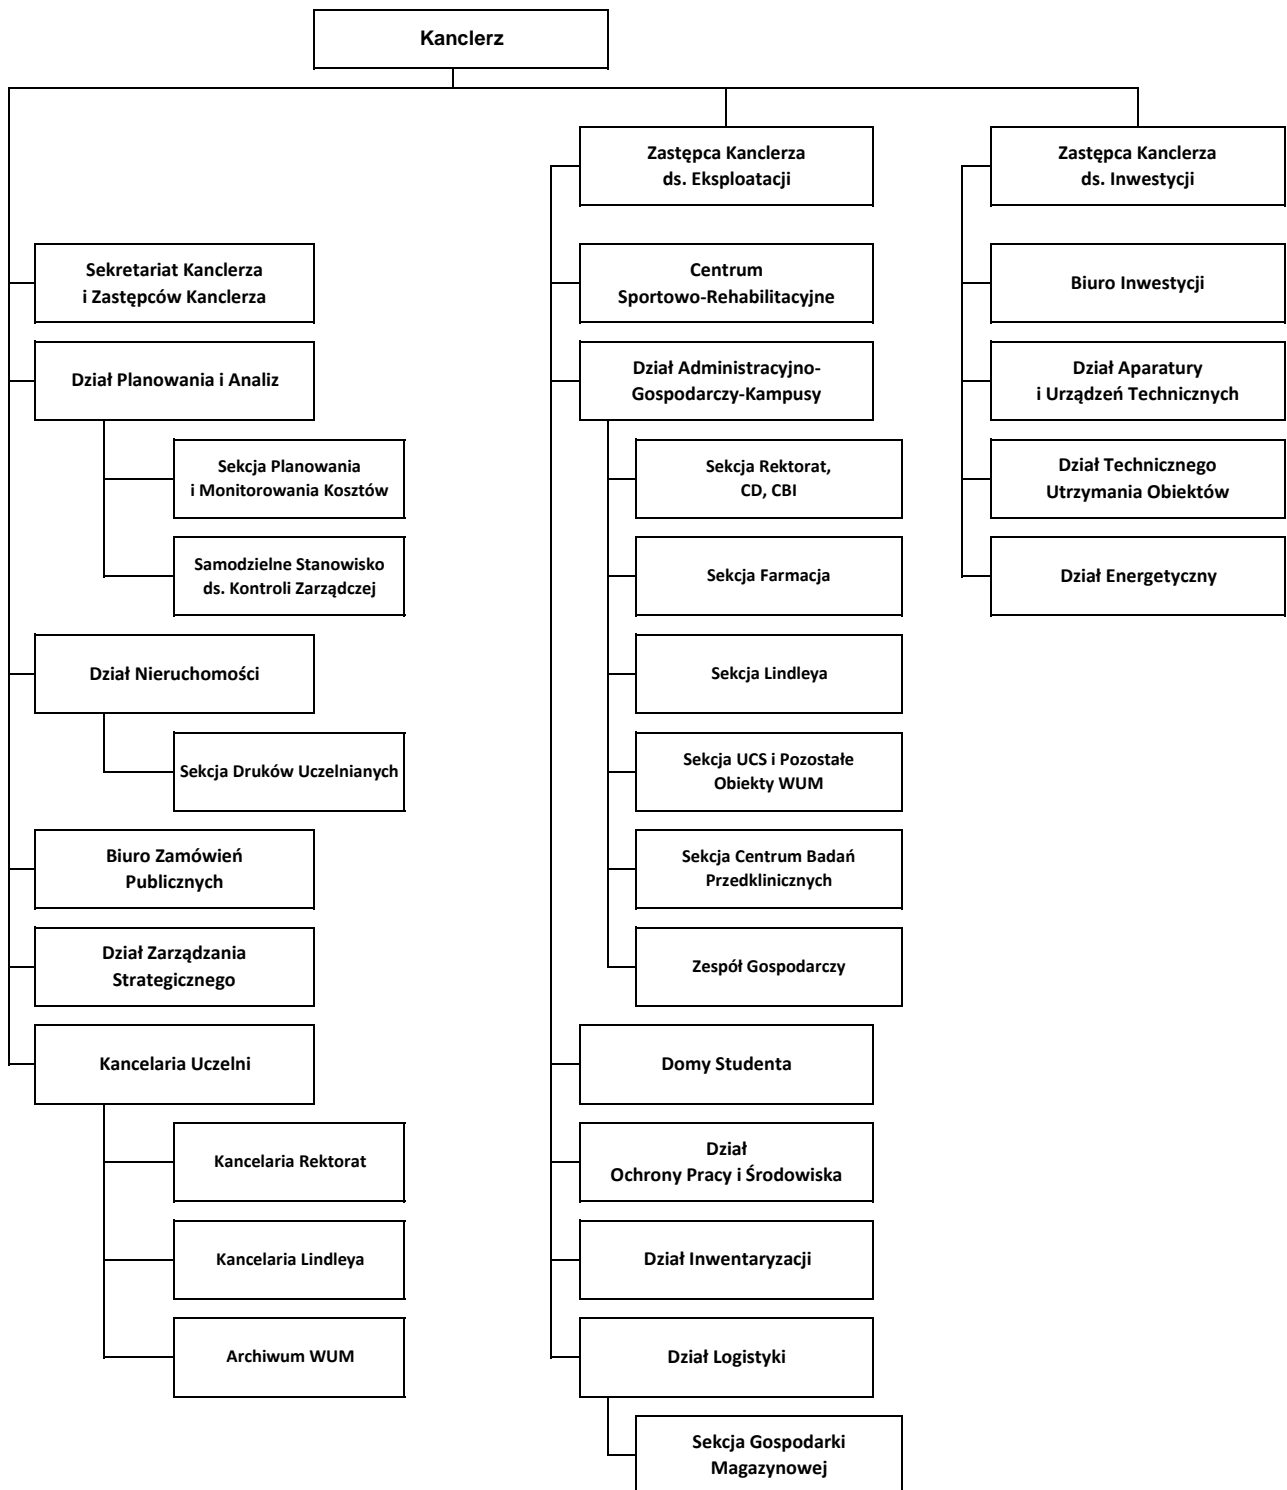 Kanclerz
Zastępca Kanclerza
ds. Eksploatacji
Zastępca Kanclerza
ds. Inwestycji
Sekretariat Kanclerza
i Zastępców Kanclerza
Centrum
Sportowo-Rehabilitacyjne
Biuro Inwestycji
Dział Planowania i Analiz
Dział Administracyjno-
Gospodarczy-Kampusy
Dział Aparatury
i Urządzeń Technicznych
Sekcja Planowania
i Monitorowania Kosztów
Sekcja Rektorat,
CD, CBI
Dział Technicznego
Utrzymania Obiektów
Samodzielne Stanowisko
ds. Kontroli Zarządczej
Sekcja Farmacja
Dział Energetyczny
Dział Nieruchomości
Sekcja Lindleya
Sekcja Druków Uczelnianych
Sekcja UCS i Pozostałe
Obiekty WUM
Biuro Zamówień
Publicznych
Sekcja Centrum Badań
Przedklinicznych
Dział Zarządzania
Strategicznego
Zespół Gospodarczy
Kancelaria Uczelni
Domy Studenta
Kancelaria Rektorat
Dział
Ochrony Pracy i Środowiska
Kancelaria Lindleya
Dział Inwentaryzacji
Archiwum WUM
Dział Logistyki
Sekcja Gospodarki
Magazynowej